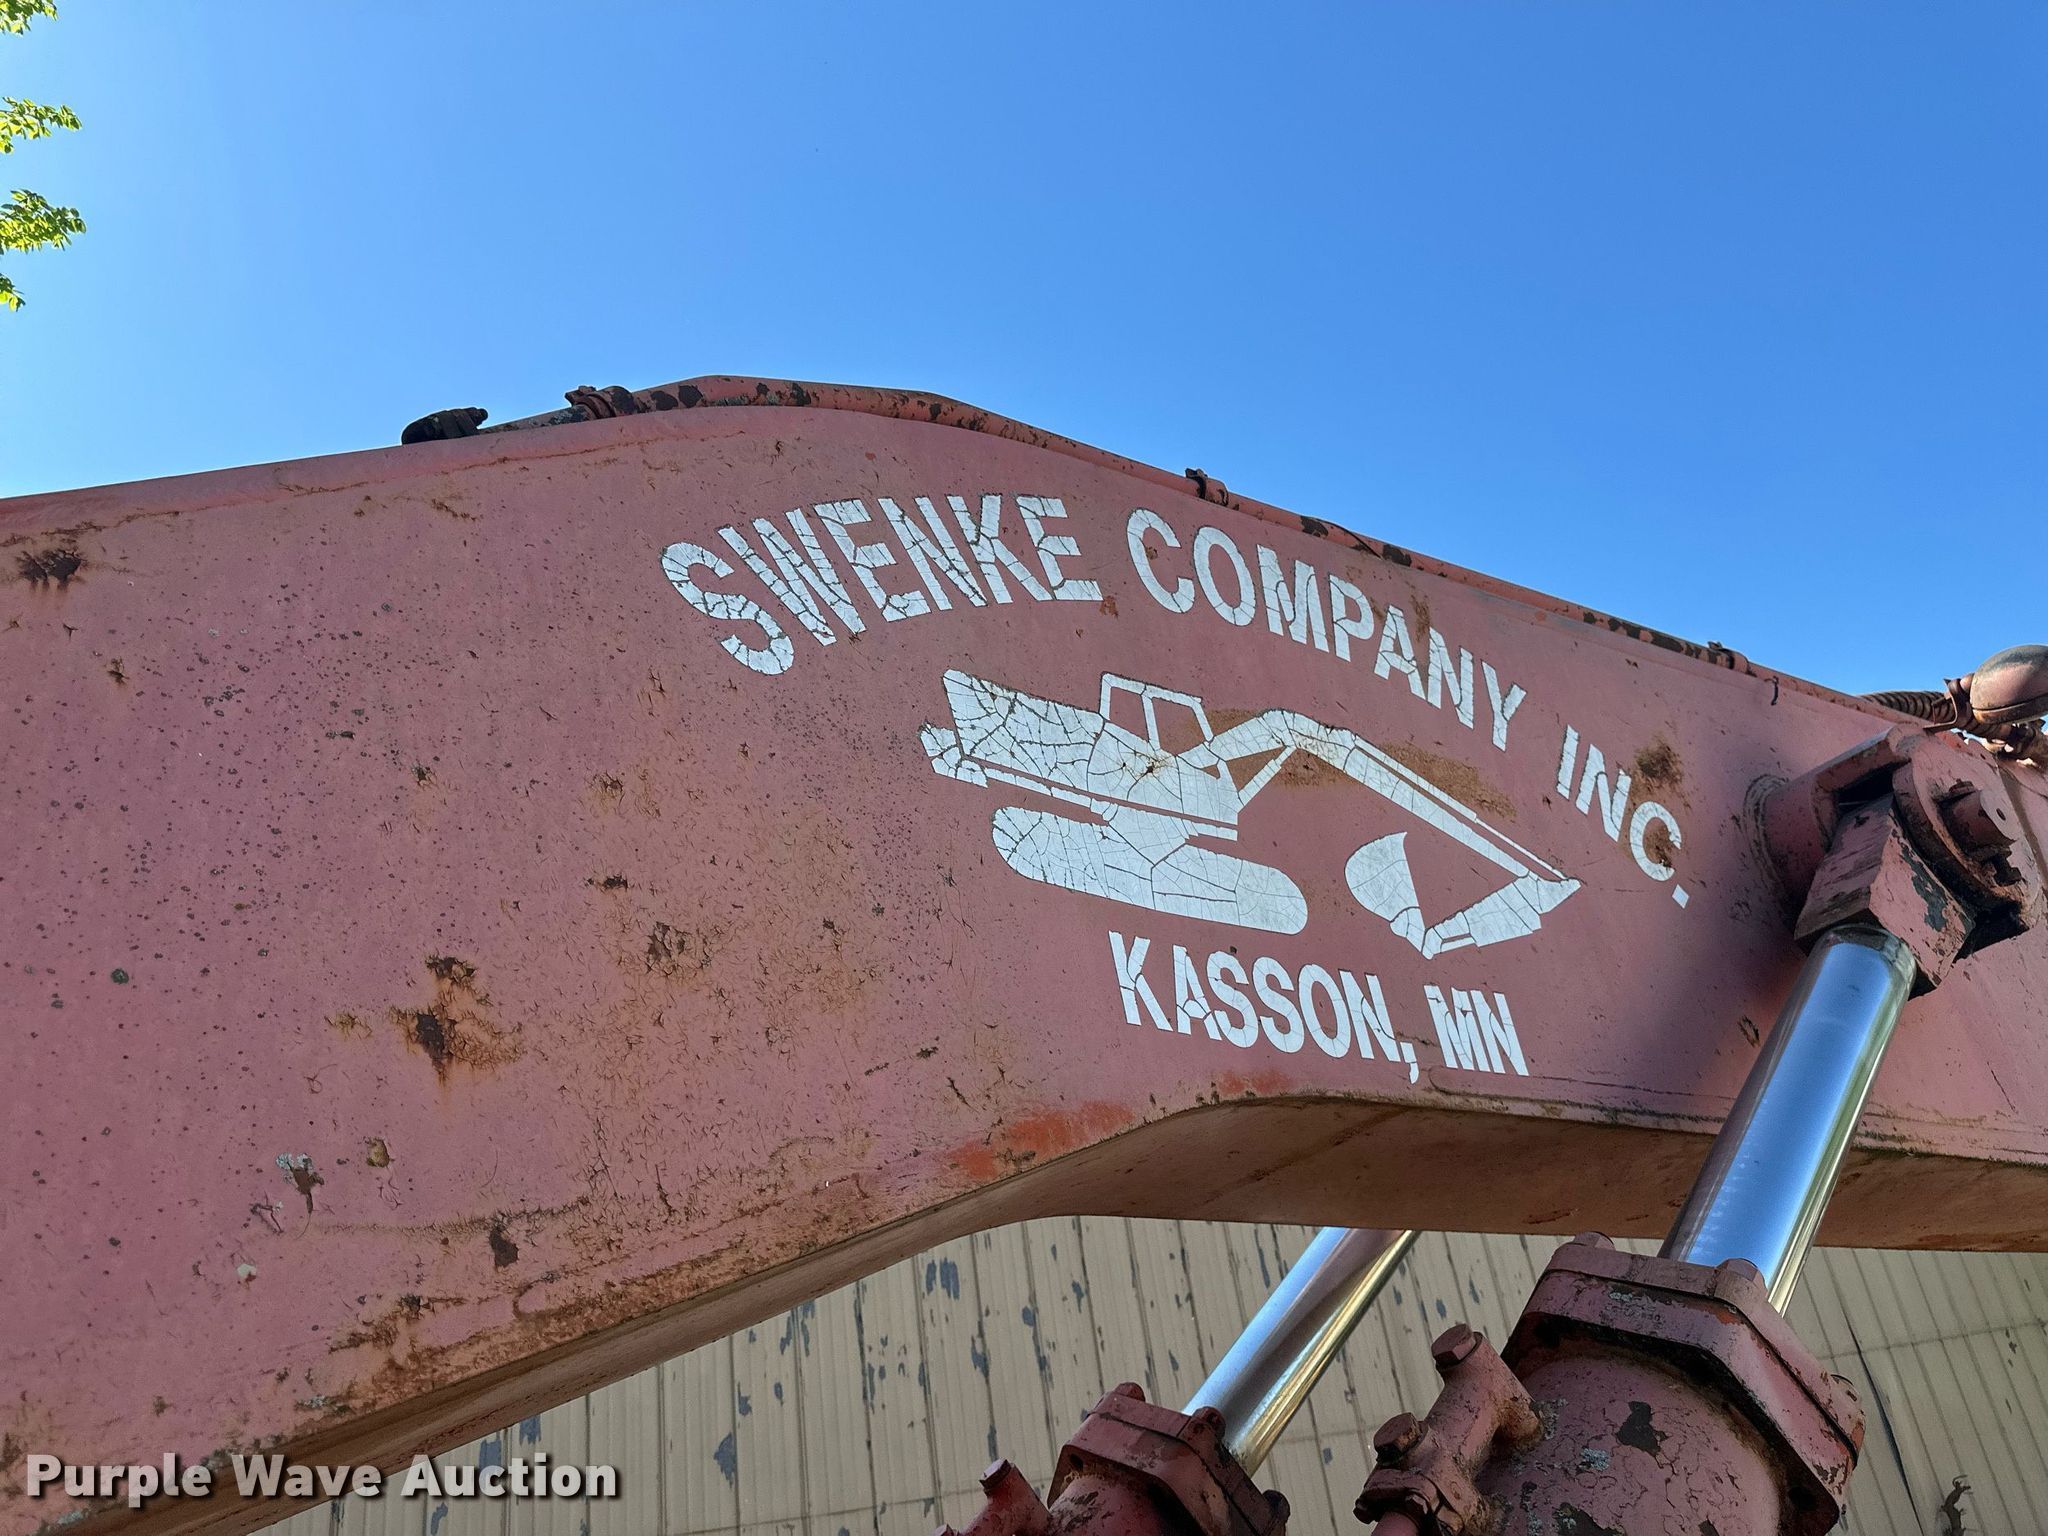 SWENKE COMPANY INC.
KASSON, MN
Purple Wave Auction